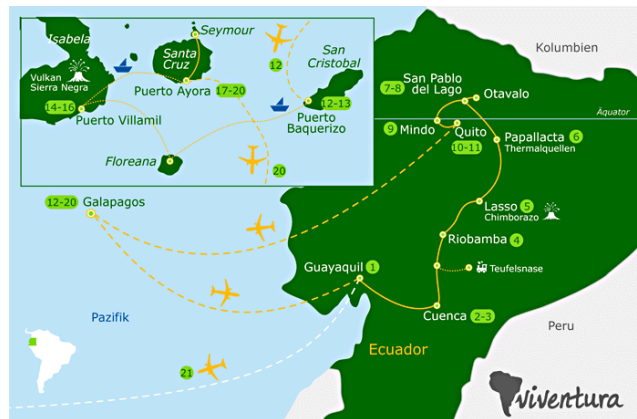 Isabela
Seymour
Santa
Cruz
Vulkan
Sierra Negra
San
Cristobal
12
14-16
Puerto Ayora
17-20
12-13
Puerto Villamil
Puerto
Baquerizo
Floreana
20
12-20
Galapagos
Kolumbien
7-8
San Pablo
del Lago
Otavalo
Äquator
9
Mindo
Quito
10-11
Papallacta
6
Thermalquellen
Lasso
5
Chimborazo
Riobamba
4
Guayaquil
1
Teufelsnase
Cuenca
2-3
Pazifik
Ecuador
Peru
21
viventura